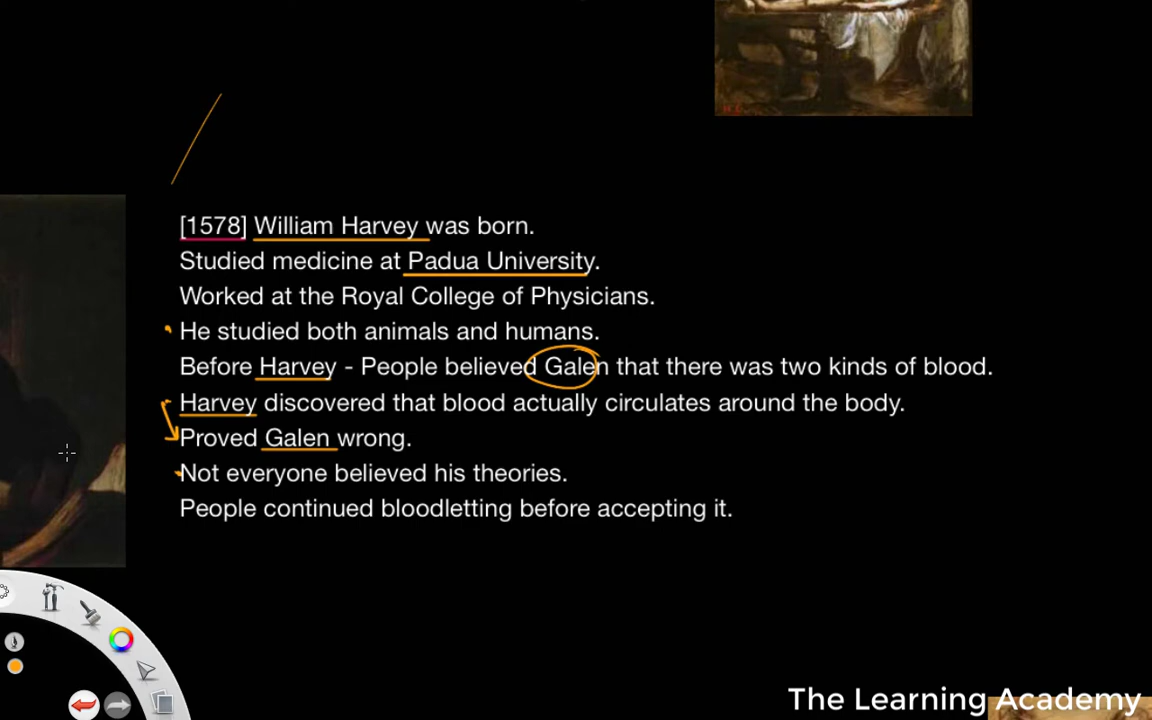 [1578] William Harvey was born.
Studied medicine at Padua University.
Worked at the Royal College of Physicians.
He studied both animals and humans.
Before Harvey - People believed Galen that there was two kinds of blood.
Harvey discovered that blood actually circulates around the body.
Proved Galen wrong.
Not everyone believed his theories.
People continued bloodletting before accepting it.
The Learning Academy